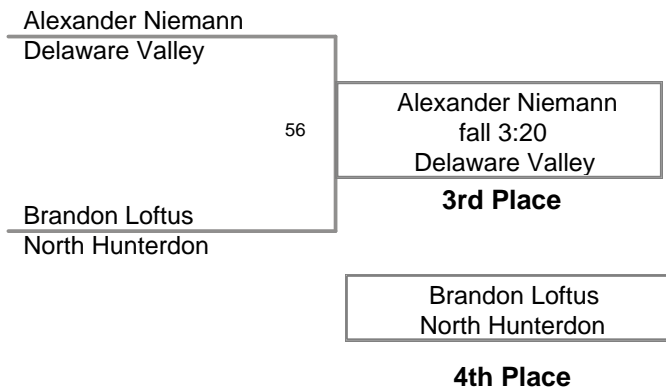 Alexander Niemann
Delaware Valley
56
Alexander Niemann
fall 3:20
Delaware Valley
3rd Place
Brandon Loftus
North Hunterdon
Brandon Loftus
North Hunterdon
4th Place